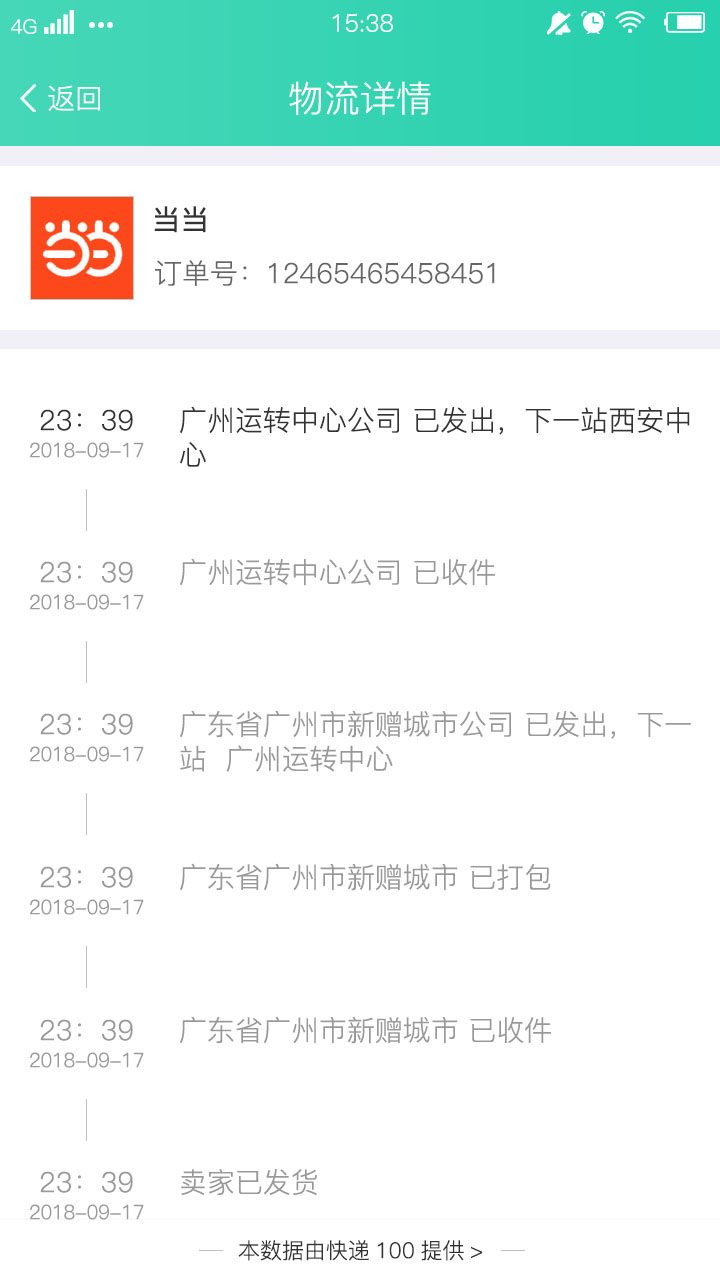 4G 15:38
返回 物流详情
当当
当当
订单号：12465465458451
23：39 广州运转中心公司 已发出，下一站西安中
2018-09-17 心
23：39 广州运转中心公司 已收件
2018-09-17
23：39 广东省广州市新赠城市公司 已发出，下一
2018-09-17 站 广州运转中心
23：39 广东省广州市新赠城市 已打包
2018-09-17
23：39 广东省广州市新赠城市 已收件
2018-09-17
23：39 卖家已发货
2018-09-17
本数据由快递 100 提供 >